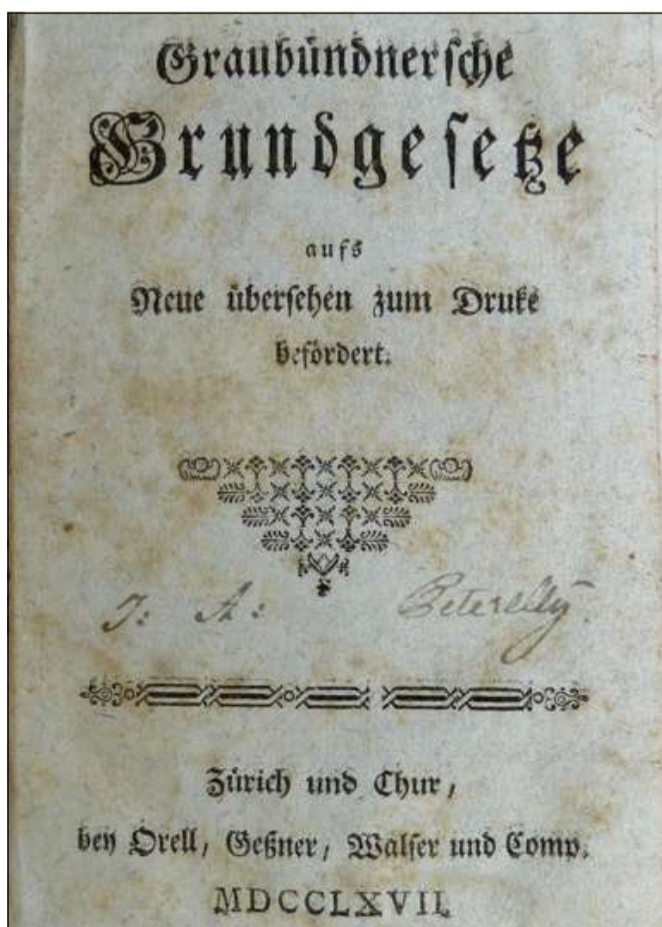 Graubündnersche
Grundgesetze
aufs
Neue übersehen zum Druke
befördert.
J: A: Peterelly.
Zürich und Chur,
bey Orell, Geßner, Walser und Comp.
MDCCLXVII.